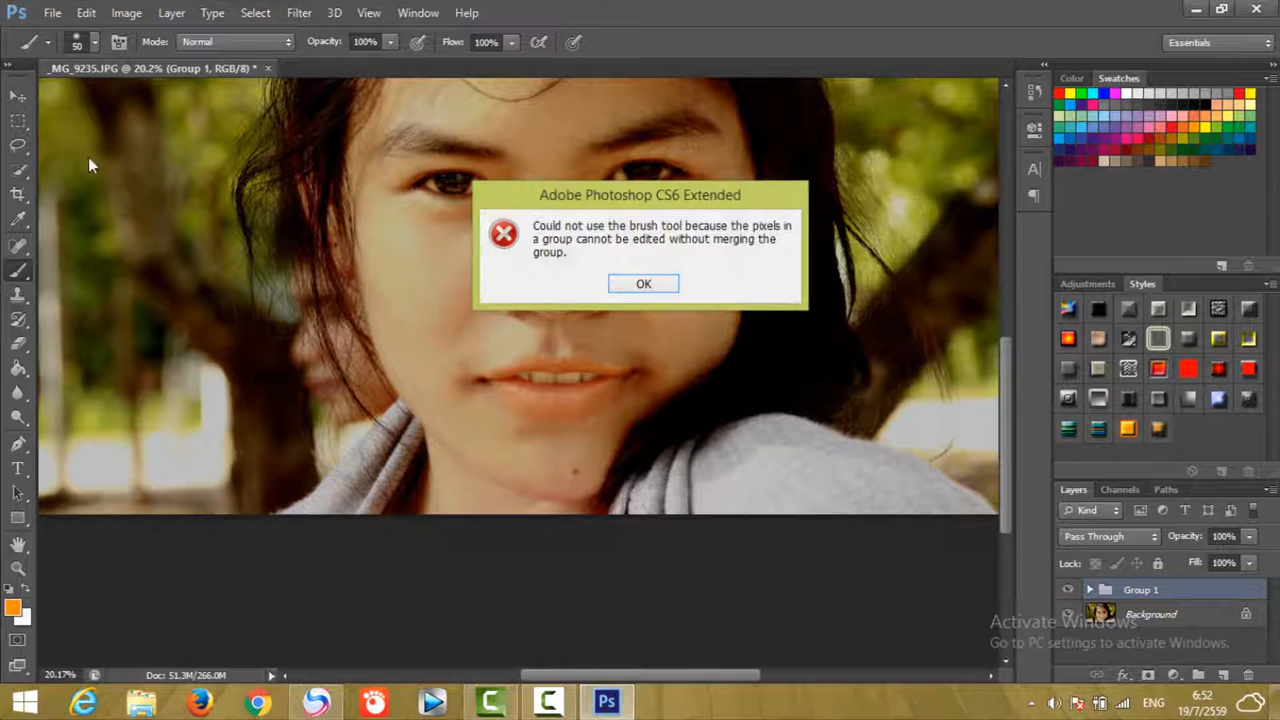 Ps File Edit Image Layer Type Select Filter 3D View Window Help
50 Mode: Normal Opacity: 100% Flow: 100% Essentials
_MG_9235.JPG @ 20.2% (Group 1, RGB/8) * ×
Color Swatches
Adobe Photoshop CS6 Extended
Could not use the brush tool because the pixels in
a group cannot be edited without merging the
group.
OK
Adjustments Styles
Layers Channels Paths
Kind
Pass Through Opacity: 100%
Lock: Fill: 100%
Group 1
Background
Activate Windows
Go to PC settings to activate Windows.
20.17% Doc: 51.3M/266.0M
Ps ENG 6:52
19/7/2559